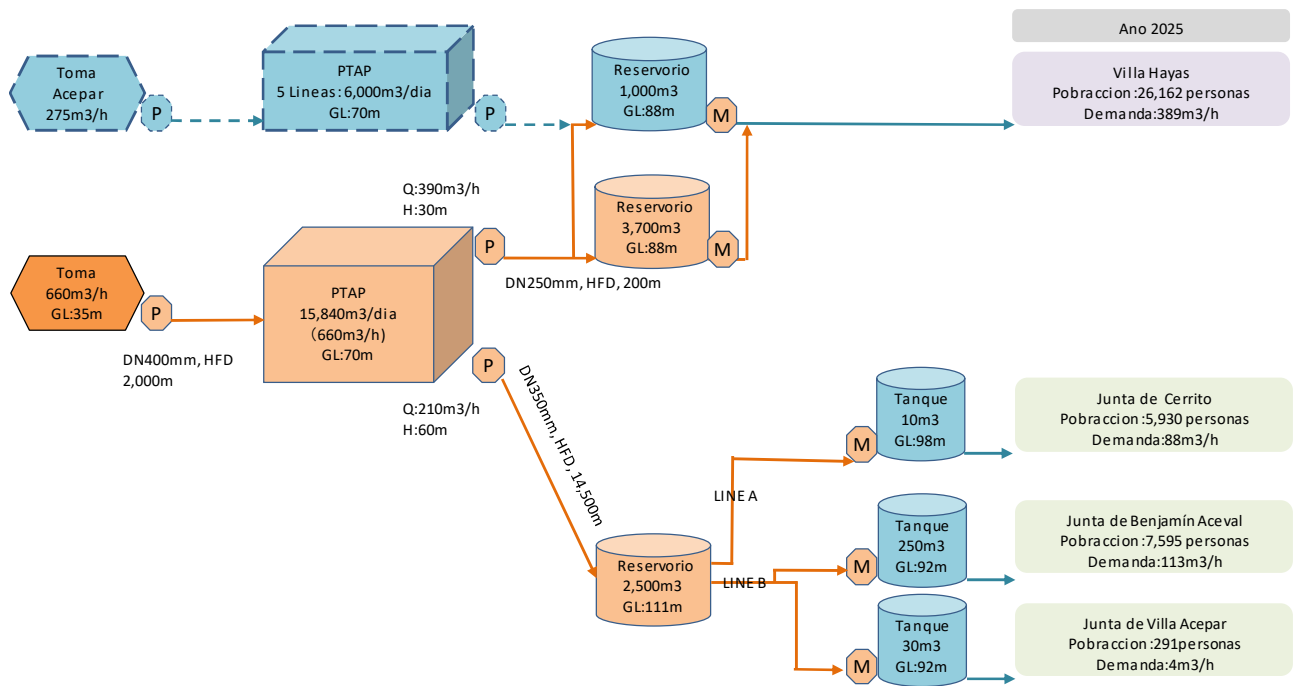 Ano 2025
Toma
Acepar
275m3/h
P
PTAP
5 Lineas: 6,000m3/dia
GL:70m
P
Reservorio
1,000m3
GL:88m
M
Villa Hayas
Pobraccion:26,162 personas
Demanda:389m3/h
Q:390m3/h
H:30m
Reservorio
3,700m3
GL:88m
M
P
DN250mm, HFD, 200m
Toma
660m3/h
GL:35m
P
DN400mm, HFD
2,000m
PTAP
15,840m3/dia
(660m3/h)
GL:70m
P
Q:210m3/h
H:60m
DN350mm, HFD, 14,500m
Reservorio
2,500m3
GL:111m
LINE A
LINE B
M
Tanque
10m3
GL:98m
Junta de Cerrito
Pobraccion:5,930 personas
Demanda:88m3/h
M
Tanque
250m3
GL:92m
Junta de Benjamín Aceval
Pobraccion:7,595 personas
Demanda:113m3/h
M
Tanque
30m3
GL:92m
Junta de Villa Acepar
Pobraccion:291personas
Demanda:4m3/h